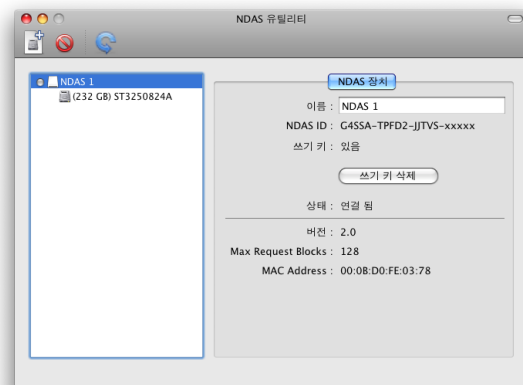 NDAS 유틸리티
NDAS 1
(232 GB) ST3250824A
NDAS 장치
이름 : NDAS 1
NDAS ID : G4SSA-TPFD2-JJTVS-xxxxx
쓰기 키 : 있음
쓰기 키 삭제
상태 : 연결 됨
버전 : 2.0
Max Request Blocks : 128
MAC Address : 00:0B:D0:FE:03:78